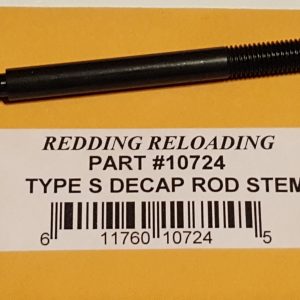 REDDING RELOADING
PART #10724
TYPE S DECAP ROD STEM
6 11760 10724 5